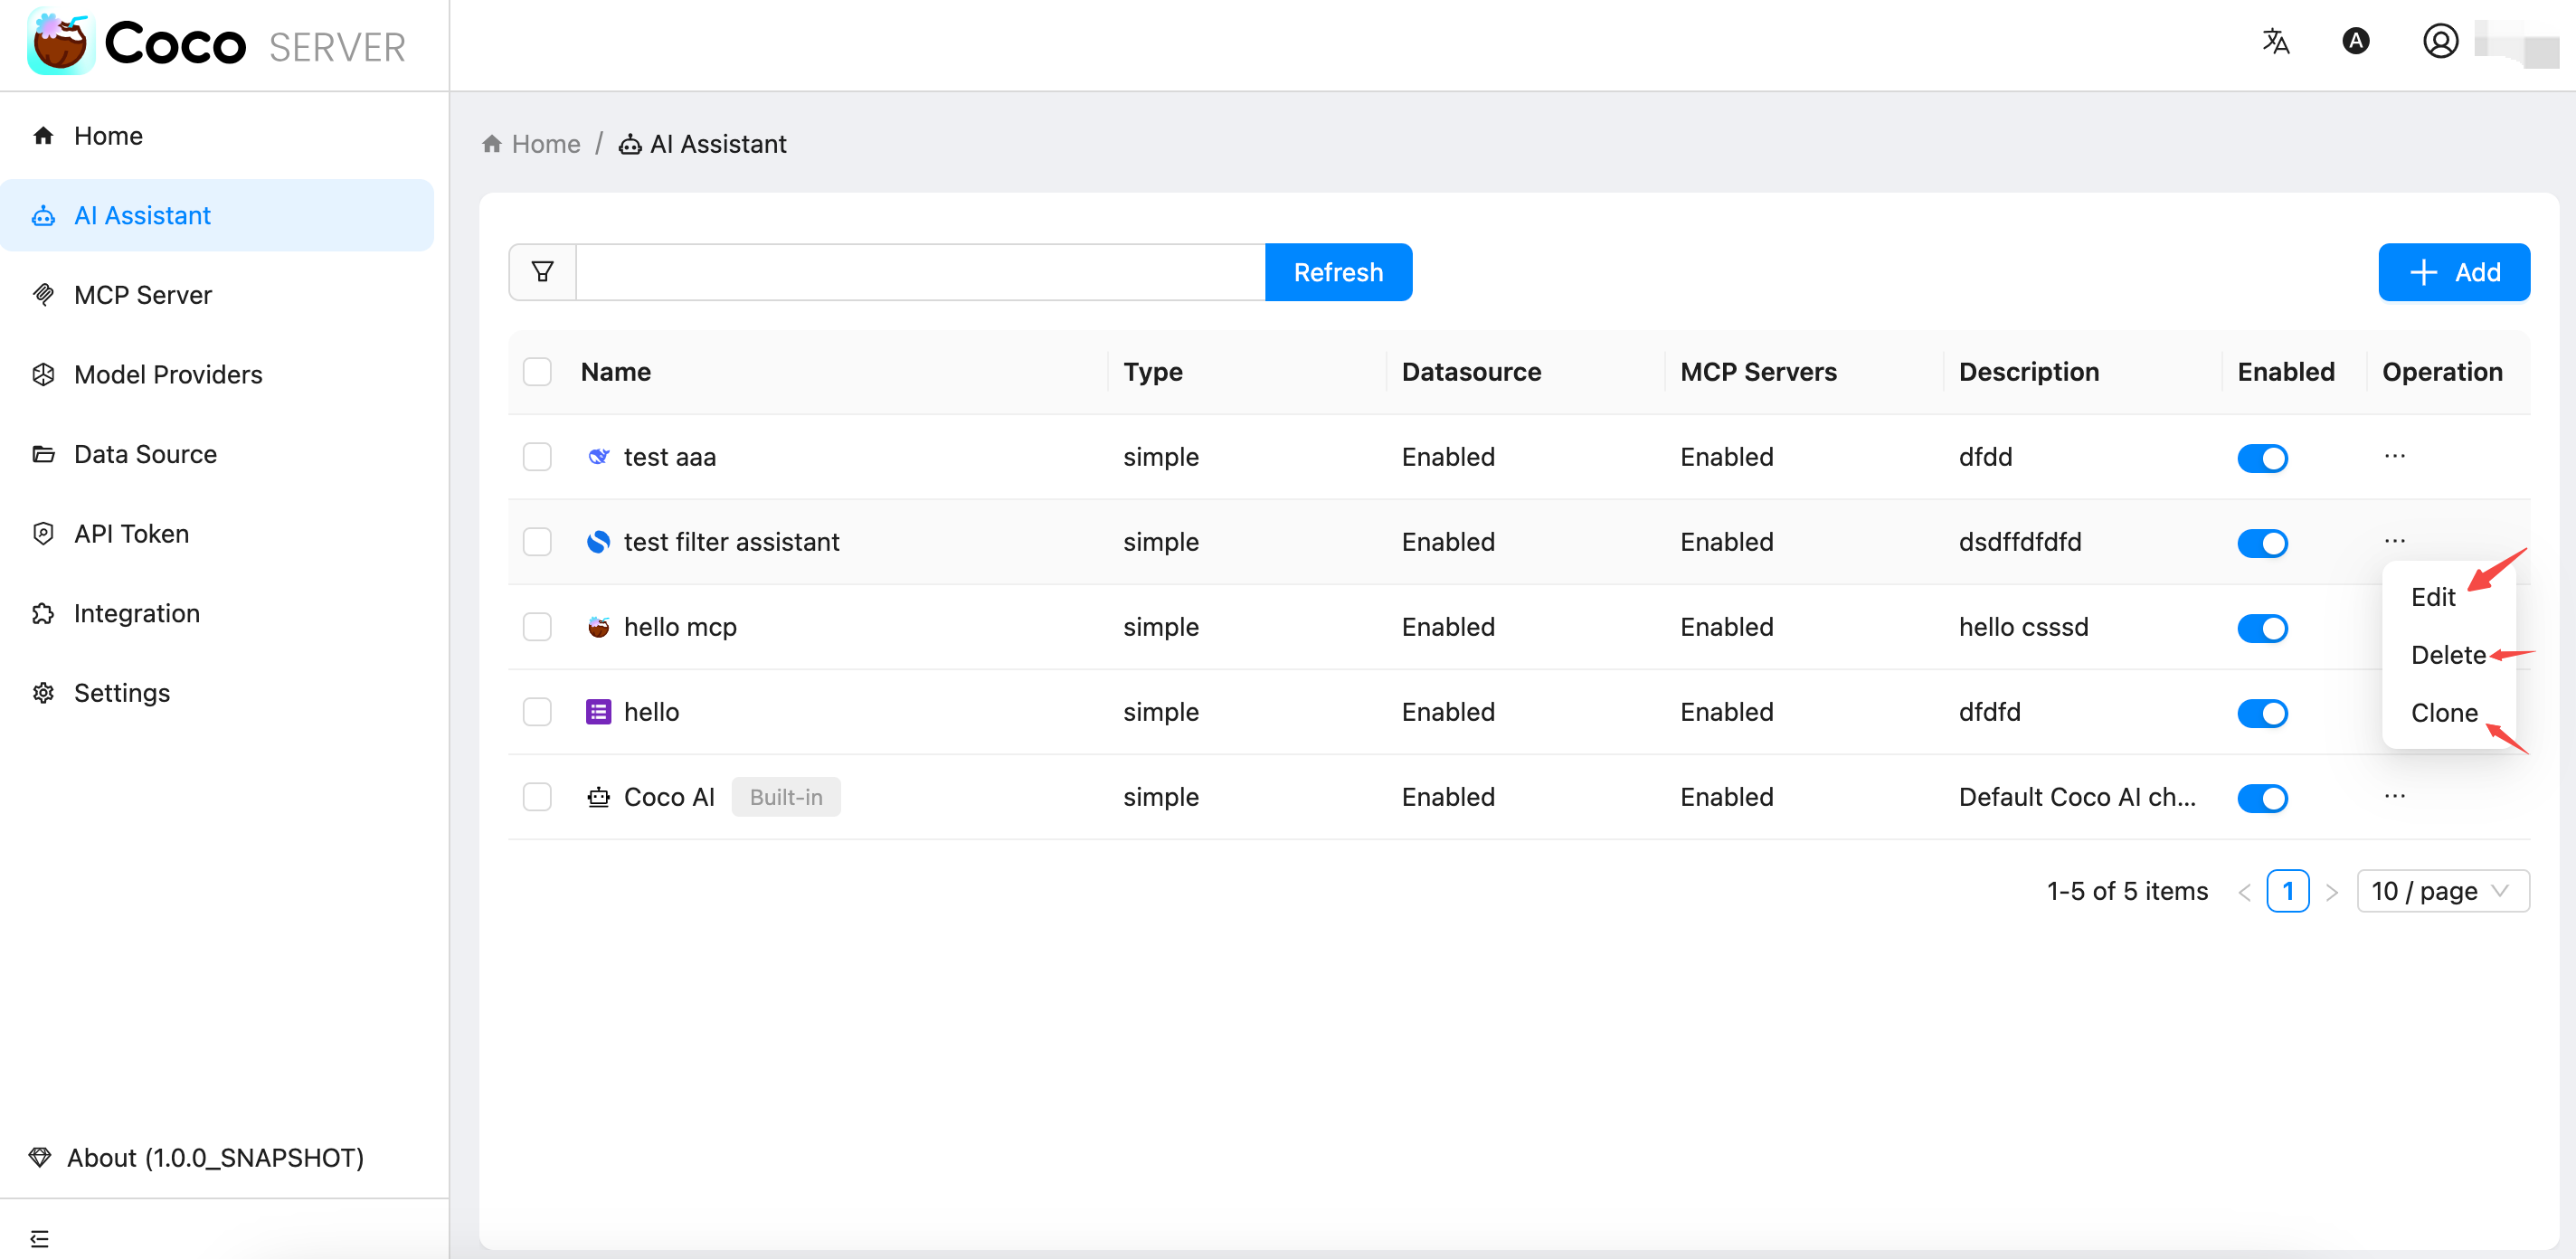 Coco SERVER
A
Home
AI Assistant
MCP Server
Model Providers
Data Source
API Token
Integration
Settings
About (1.0.0_SNAPSHOT)
Home / AI Assistant
Refresh
Add
Name Type Datasource MCP Servers Description Enabled Operation
test aaa simple Enabled Enabled dfdd ...
test filter assistant simple Enabled Enabled dsdffdfdfd ...
hello mcp simple Enabled Enabled hello csssd
hello simple Enabled Enabled dfdfd
Coco AI Built-in simple Enabled Enabled Default Coco AI ch... ...
Edit
Delete
Clone
1-5 of 5 items < 1 > 10 / page